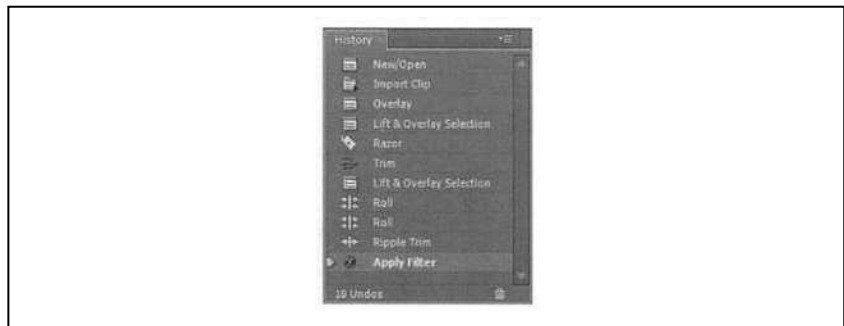 History
New/Open
Import Clip
Overlay
Lift & Overlay Selection
Razor
Trim
Lift & Overlay Selection
Roll
Roll
Ripple Trim
Apply Filter
10 Undos